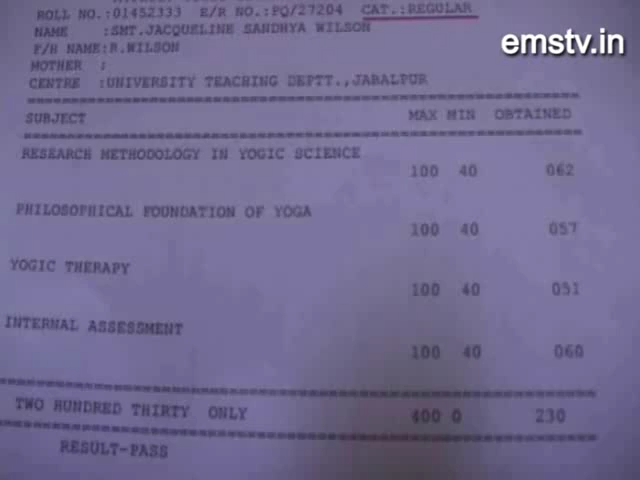 ROLL NO.:01452333 E/R NO.:PQ/27204 CAT.:REGULAR
NAME :SMT.JACQUELINE SANDHYA WILSON
F/H NAME:R.WILSON
MOTHER :
CENTRE :UNIVERSITY TEACHING DEPTT.,JABALPUR
SUBJECT MAX MIN OBTAINED
RESEARCH METHODOLOGY IN YOGIC SCIENCE
100 40 062
PHILOSOPHICAL FOUNDATION OF YOGA
100 40 057
YOGIC THERAPY
100 40 051
INTERNAL ASSESSMENT
100 40 060
TWO HUNDRED THIRTY ONLY 400 0 230
RESULT-PASS
emstv.in